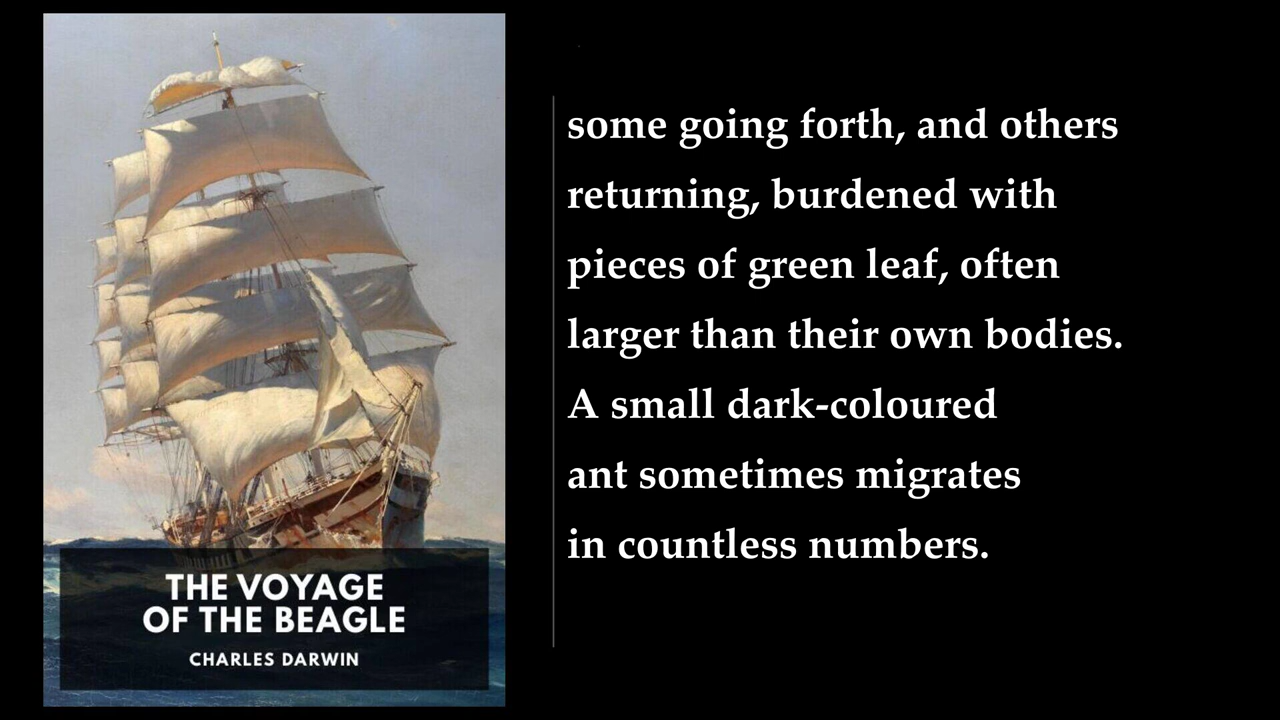 some going forth, and others
returning, burdened with
pieces of green leaf, often
larger than their own bodies.
A small dark-coloured
ant sometimes migrates
in countless numbers.
THE VOYAGE
OF THE BEAGLE
CHARLES DARWIN